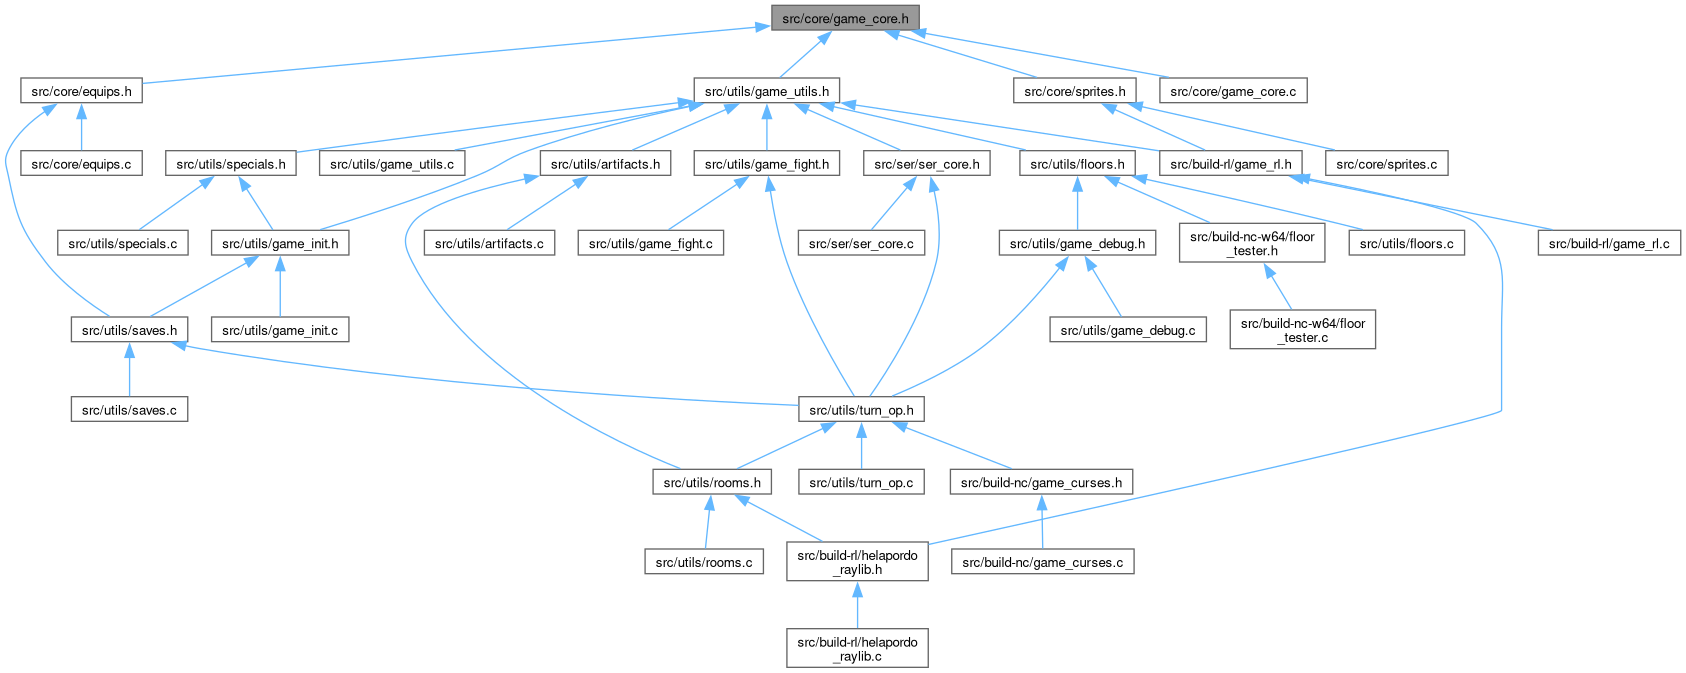 src/core/game_core.h
src/core/equips.h
src/utils/game_utils.h
src/core/sprites.h
src/core/game_core.c
src/core/equips.c
src/utils/specials.h
src/utils/game_utils.c
src/utils/artifacts.h
src/utils/game_fight.h
src/ser/ser_core.h
src/utils/floors.h
src/build-rl/game_rl.h
src/core/sprites.c
src/utils/specials.c
src/utils/game_init.h
src/utils/artifacts.c
src/utils/game_fight.c
src/ser/ser_core.c
src/utils/game_debug.h
src/build-nc-w64/floor
_tester.h
src/utils/floors.c
src/build-rl/game_rl.c
src/utils/saves.h
src/utils/game_init.c
src/utils/game_debug.c
src/build-nc-w64/floor
_tester.c
src/utils/saves.c
src/utils/turn_op.h
src/utils/rooms.h
src/utils/turn_op.c
src/build-nc/game_curses.h
src/utils/rooms.c
src/build-rl/helapordo
_raylib.h
src/build-nc/game_curses.c
src/build-rl/helapordo
_raylib.c